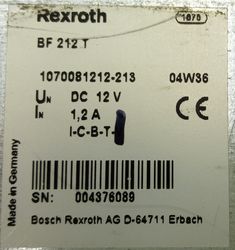 Rexroth
1070
BF 212 T
1070081212-213 04W36
UN DC 12 V
IN 1,2 A
I-C-B-T-
CE
Made in Germany
SN: 004376089
Bosch Rexroth AG D-64711 Erbach